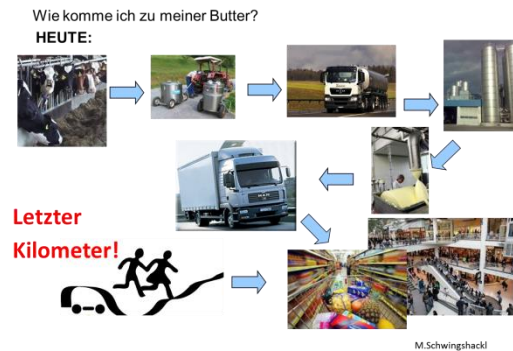 Wie komme ich zu meiner Butter?
HEUTE:
Letzter
Kilometer!
M.Schwingshackl